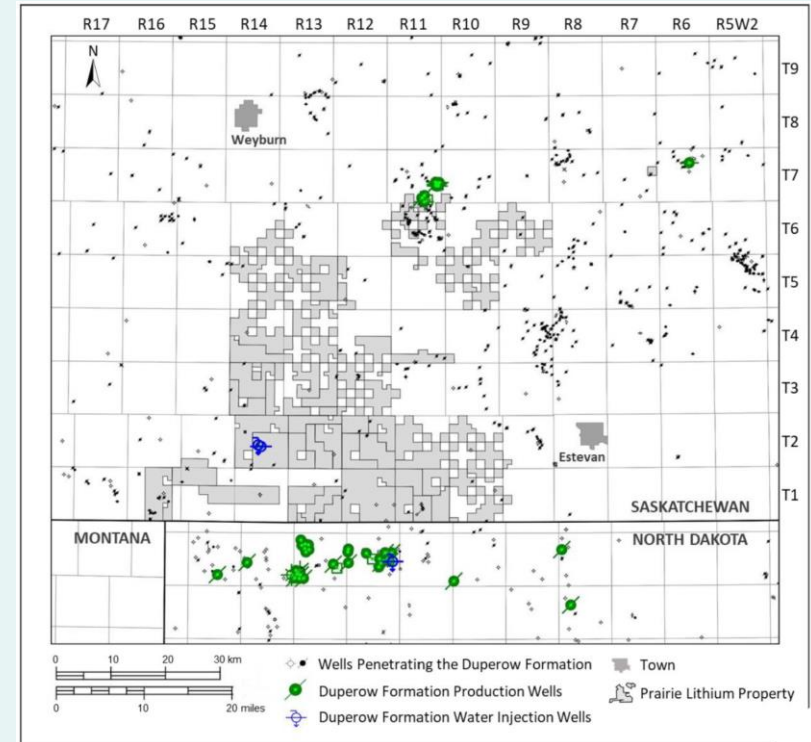 R17 R16 R15 R14 R13 R12 R11 R10 R9 R8 R7 R6 R5W2
N
T9
T8
Weyburn
T7
T6
T5
T4
T3
T2
Estevan
T1
SASKATCHEWAN
MONTANA
NORTH DAKOTA
0 10 20 30 km
0 10 20 miles
Wells Penetrating the Duperow Formation
Town
Duperow Formation Production Wells
Prairie Lithium Property
Duperow Formation Water Injection Wells